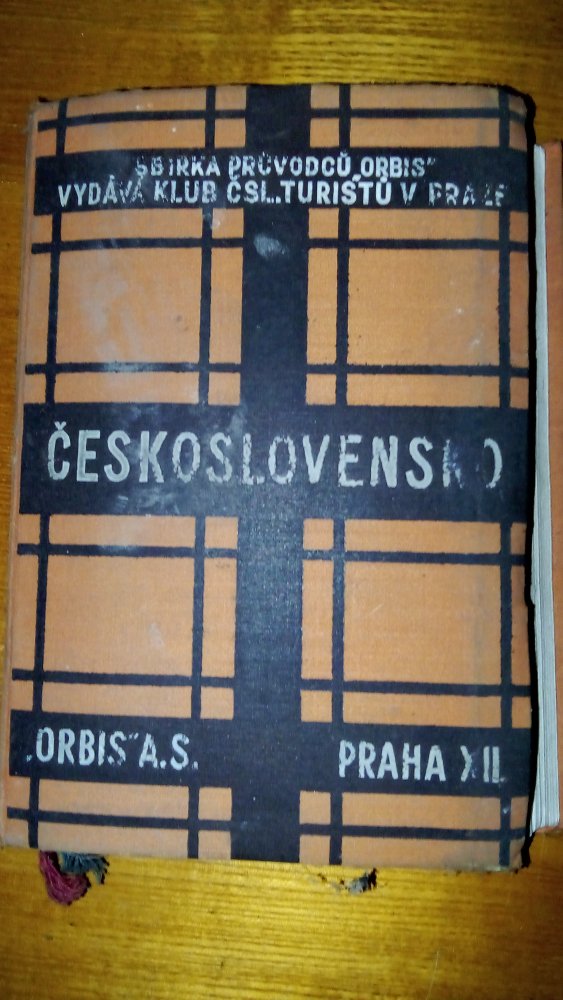 SBÍRKA PRŮVODCŮ „ORBIS"
VYDÁVÁ KLUB ČSL. TURISTŮ V PRAZE
ČESKOSLOVENSKO
„ORBIS" A.S.
PRAHA XII.